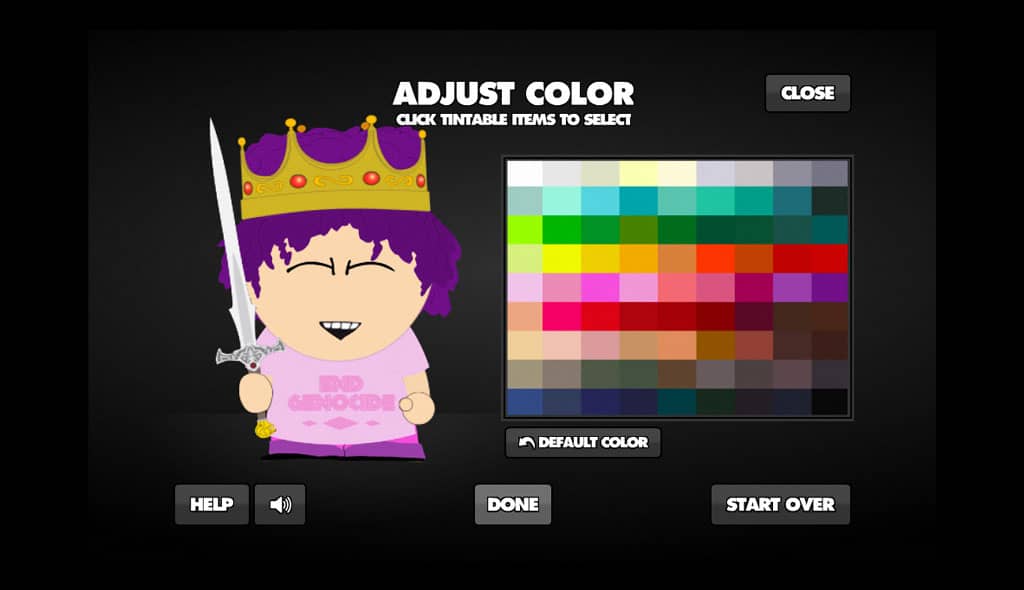 ADJUST COLOR
CLICK TINTABLE ITEMS TO SELECT
CLOSE
END
GENOCIDE
DEFAULT COLOR
HELP
DONE
START OVER